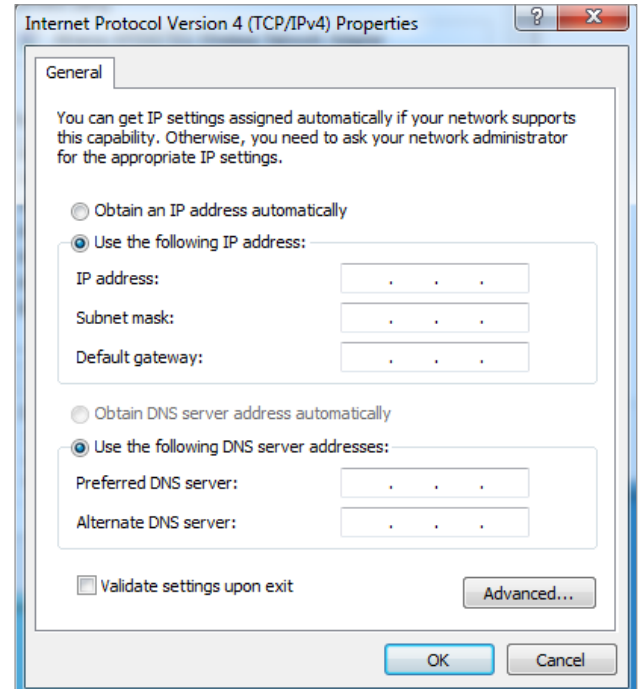 Internet Protocol Version 4 (TCP/IPv4) Properties
?
X
General
You can get IP settings assigned automatically if your network supports
this capability. Otherwise, you need to ask your network administrator
for the appropriate IP settings.
Obtain an IP address automatically
Use the following IP address:
IP address: . . .
Subnet mask: . . .
Default gateway: . . .
Obtain DNS server address automatically
Use the following DNS server addresses:
Preferred DNS server: . . .
Alternate DNS server: . . .
Validate settings upon exit
Advanced...
OK Cancel